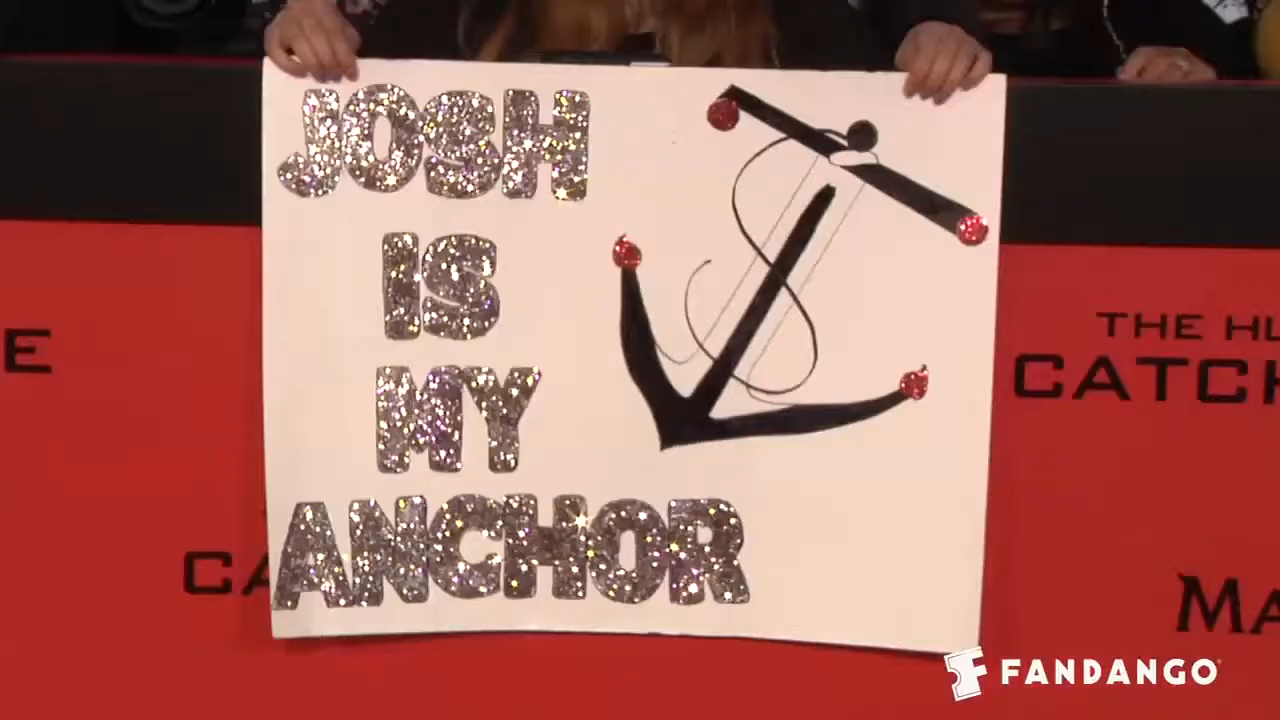 JOSH
IS
MY
ANCHOR
E
THE HU
CATCH
CA
MA
FANDANGO